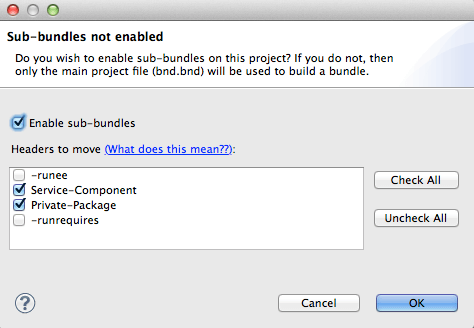 Sub-bundles not enabled
Do you wish to enable sub-bundles on this project? If you do not, then
only the main project file (bnd.bnd) will be used to build a bundle.
Enable sub-bundles
Headers to move (What does this mean??):
-runee
Service-Component
Private-Package
-runrequires
Check All
Uncheck All
?
Cancel
OK